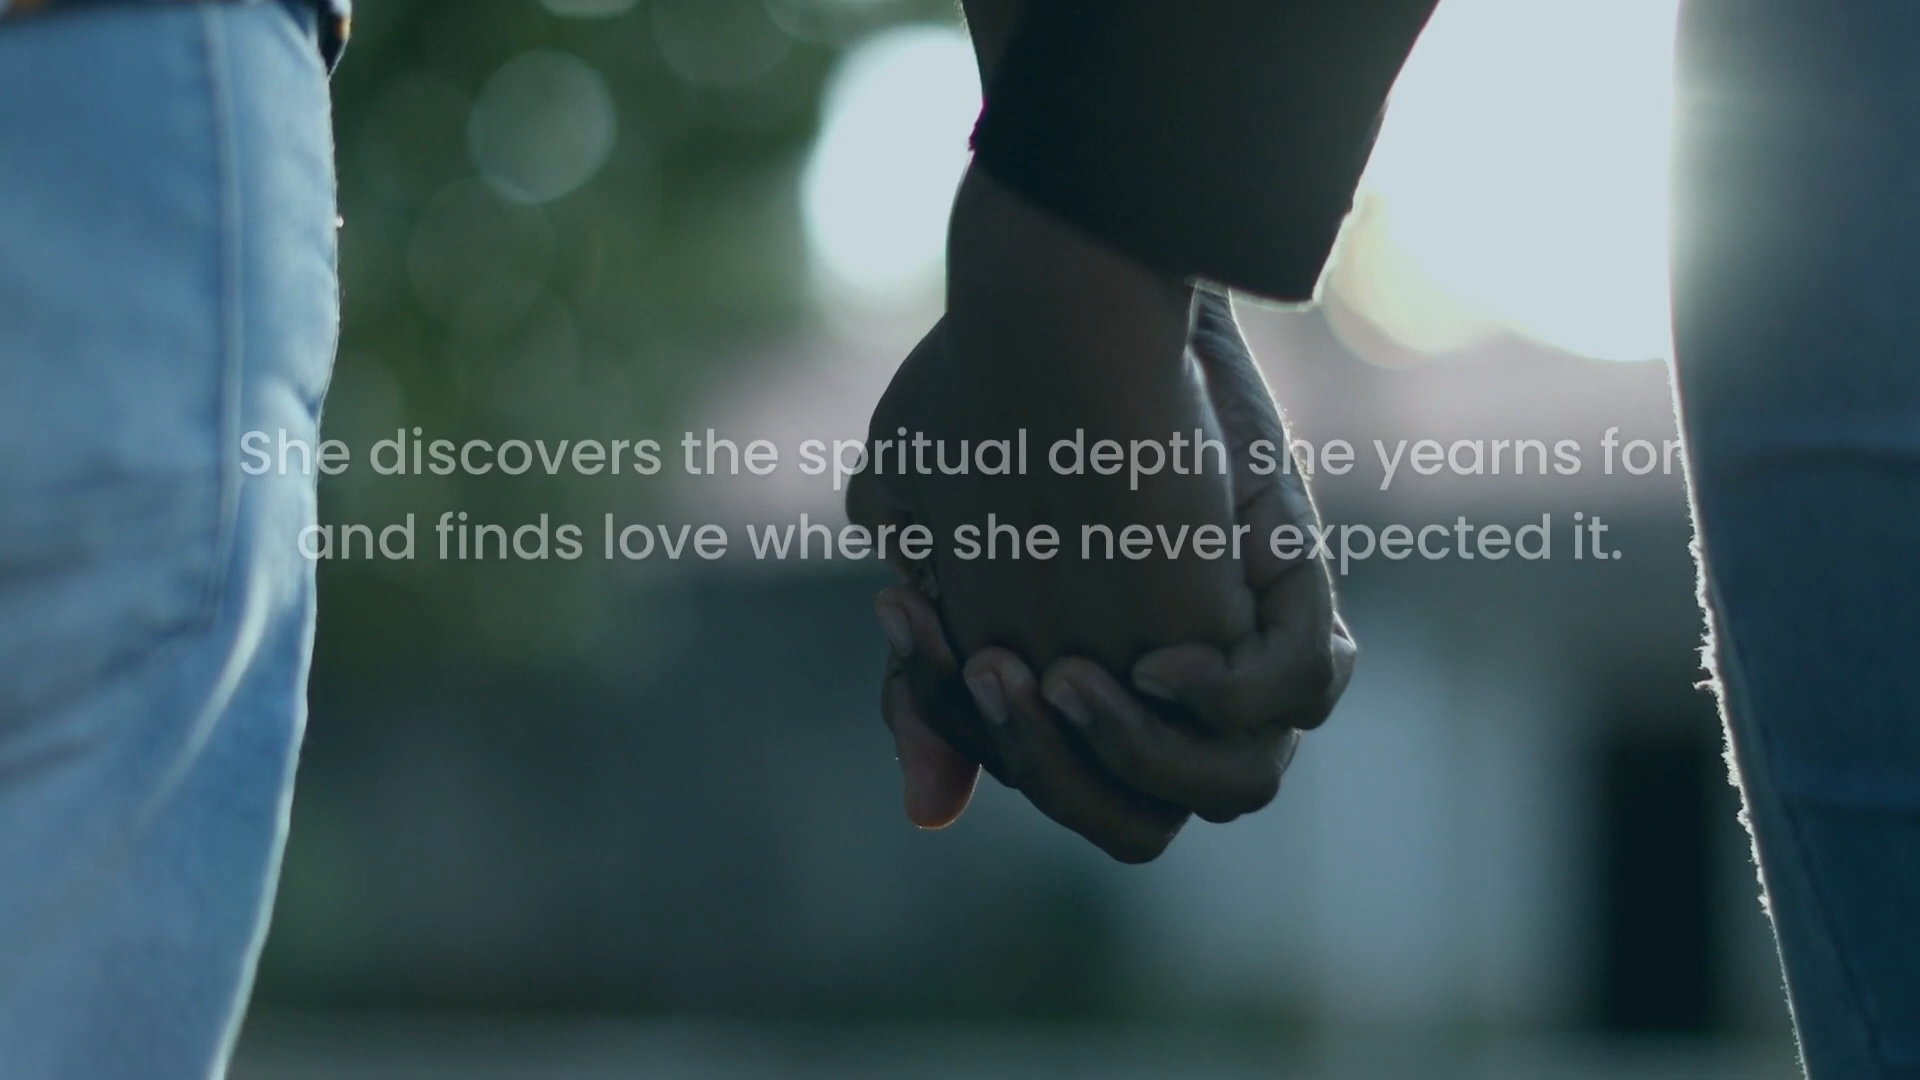 She discovers the spritual depth she yearns for
and finds love where she never expected it.